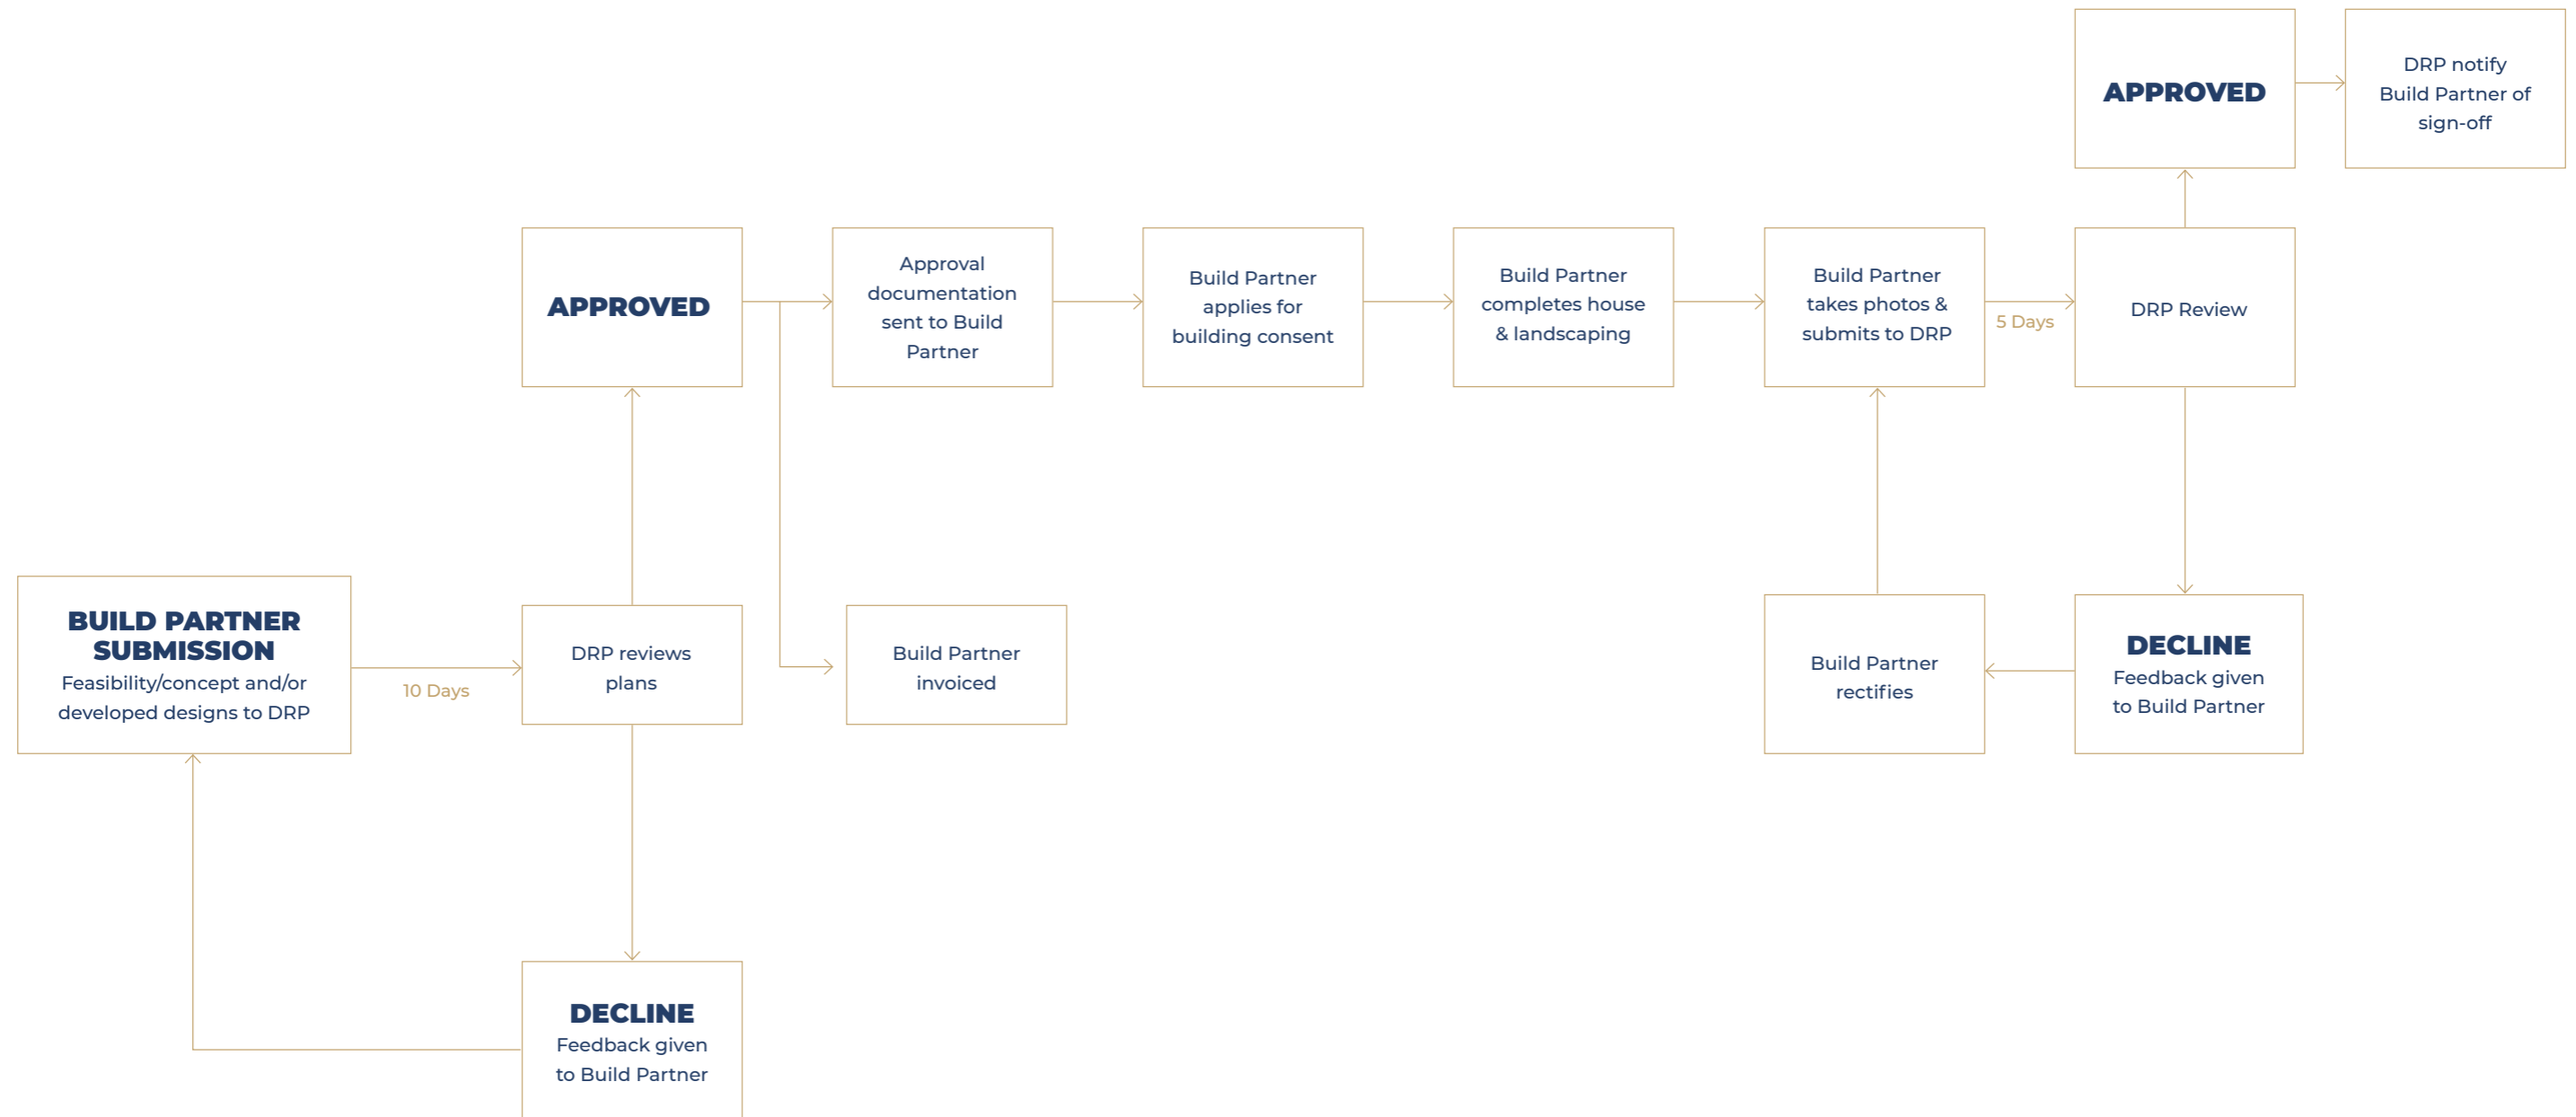 APPROVED
DRP notify
Build Partner of
sign-off
APPROVED
Approval
documentation
sent to Build
Partner
Build Partner
applies for
building consent
Build Partner
completes house
& landscaping
Build Partner
takes photos &
submits to DRP
5 Days
DRP Review
BUILD PARTNER
SUBMISSION
Feasibility/concept and/or
developed designs to DRP
10 Days
DRP reviews
plans
Build Partner
invoiced
Build Partner
rectifies
DECLINE
Feedback given
to Build Partner
DECLINE
Feedback given
to Build Partner